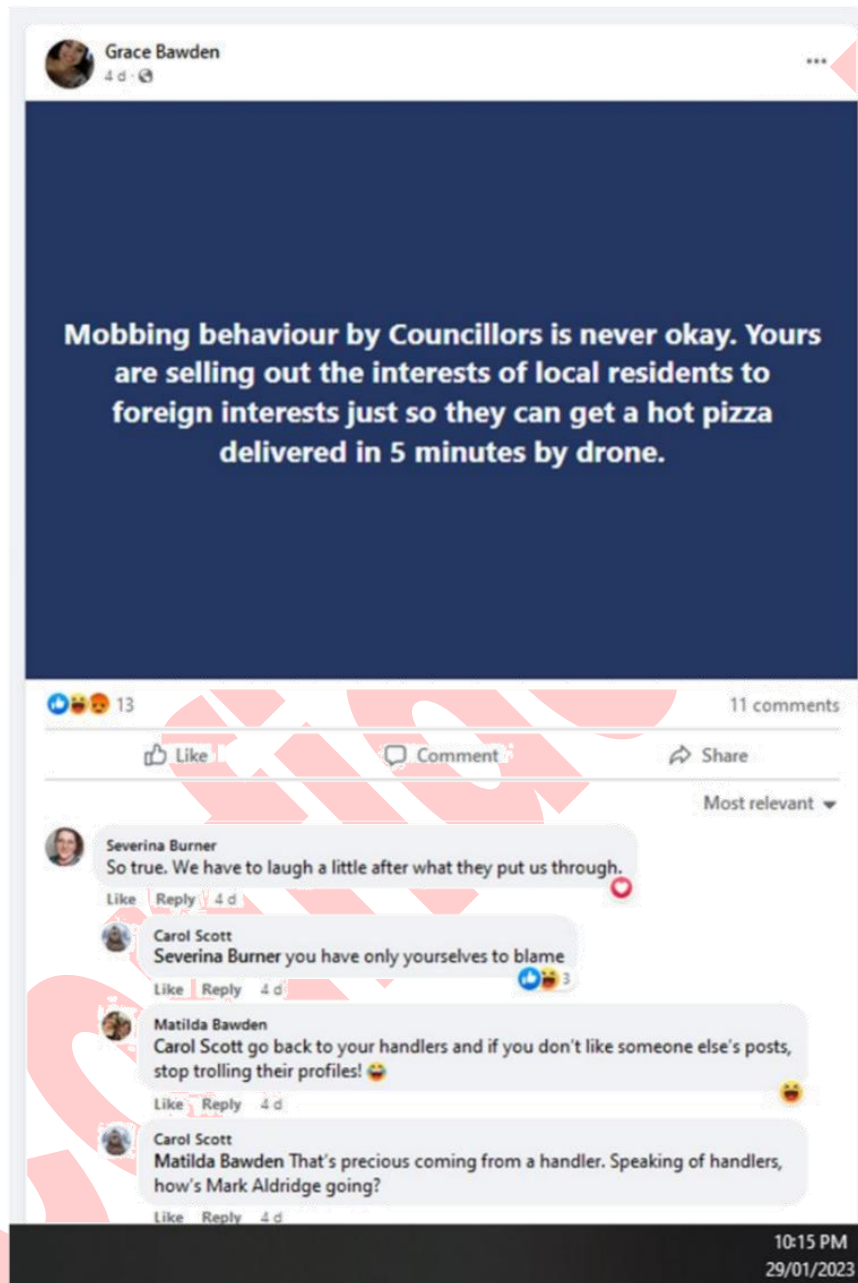 Grace Bawden
4 d
Mobbing behaviour by Councillors is never okay. Yours
are selling out the interests of local residents to
foreign interests just so they can get a hot pizza
delivered in 5 minutes by drone.
13
11 comments
Like
Comment
Share
Most relevant
Severina Burner
So true. We have to laugh a little after what they put us through.
Like Reply 4 d
Carol Scott
Severina Burner you have only yourselves to blame
3
Like Reply 4 d
Matilda Bawden
Carol Scott go back to your handlers and if you don't like someone else's posts,
stop trolling their profiles!
Like Reply 4 d
Carol Scott
Matilda Bawden That's precious coming from a handler. Speaking of handlers,
how's Mark Aldridge going?
Like Reply 4 d
10:15 PM
29/01/2023